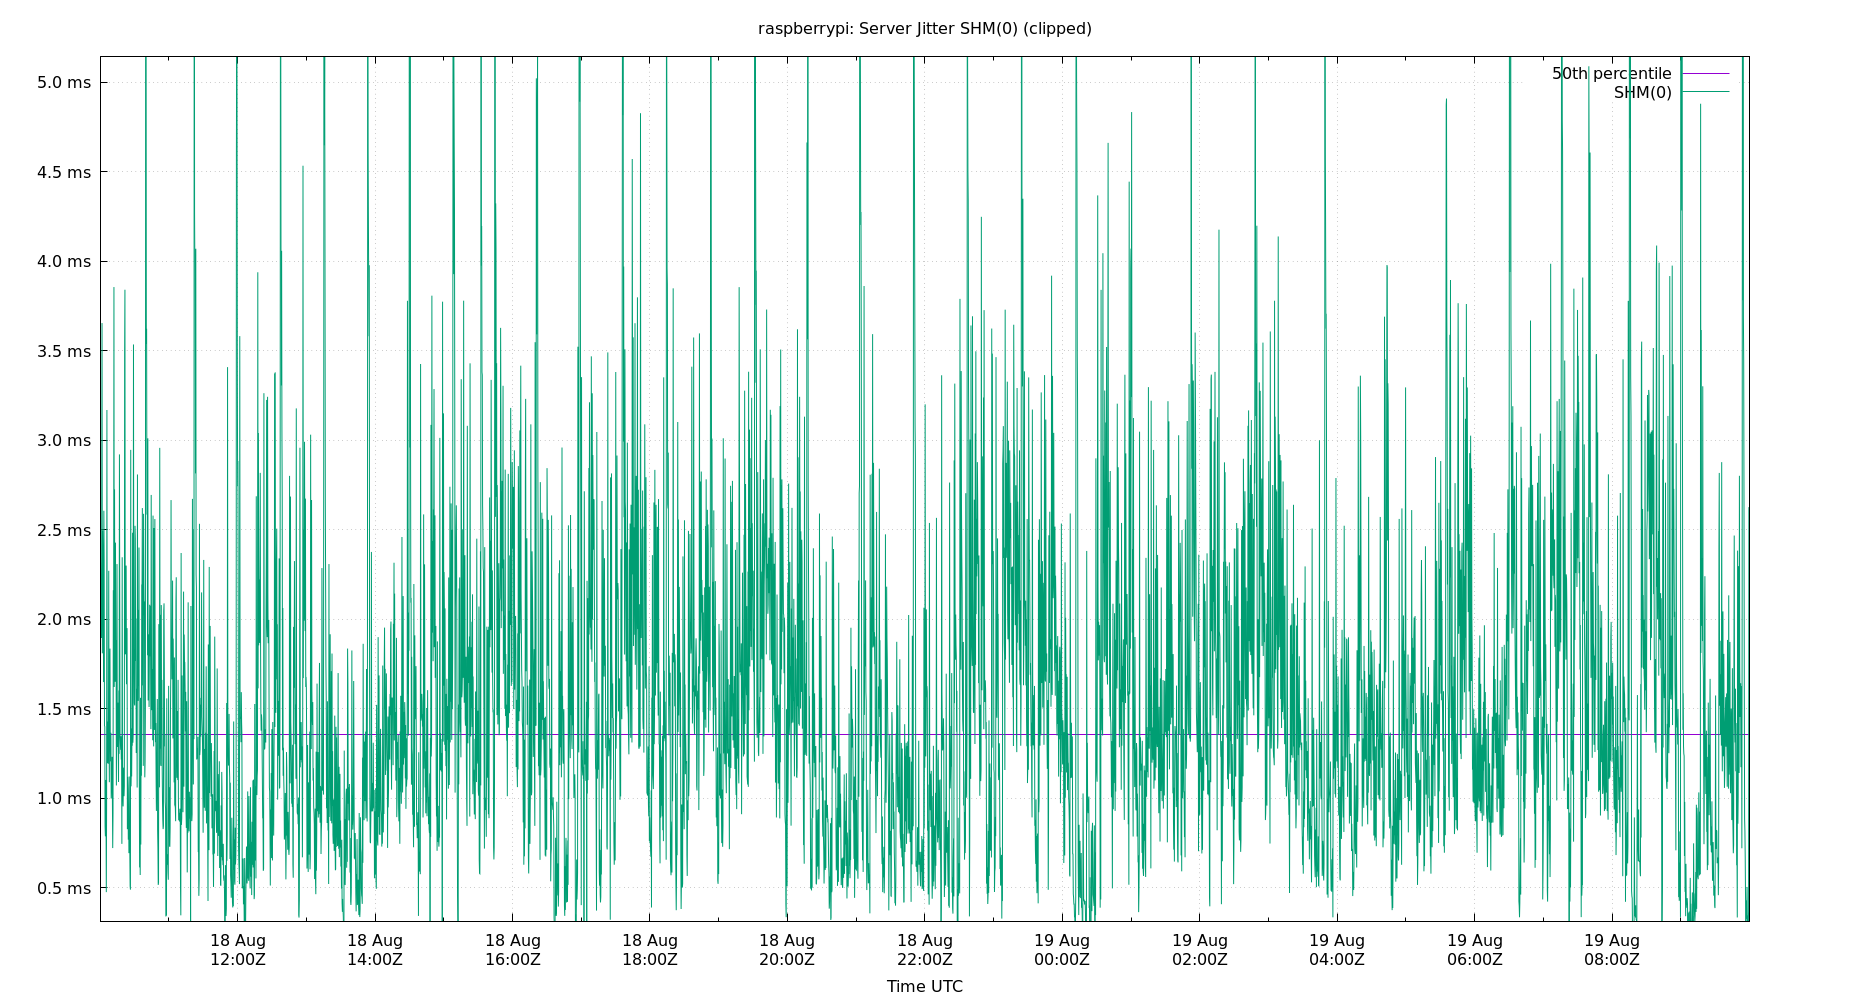 raspberrypi: Server Jitter SHM(0) (clipped)
50th percentile
SHM(0)
5.0 ms
4.5 ms
4.0 ms
3.5 ms
3.0 ms
2.5 ms
2.0 ms
1.5 ms
1.0 ms
0.5 ms
18 Aug 18 Aug 18 Aug 18 Aug 18 Aug 18 Aug 19 Aug 19 Aug 19 Aug 19 Aug 19 Aug
12:00Z 14:00Z 16:00Z 18:00Z 20:00Z 22:00Z 00:00Z 02:00Z 04:00Z 06:00Z 08:00Z
Time UTC